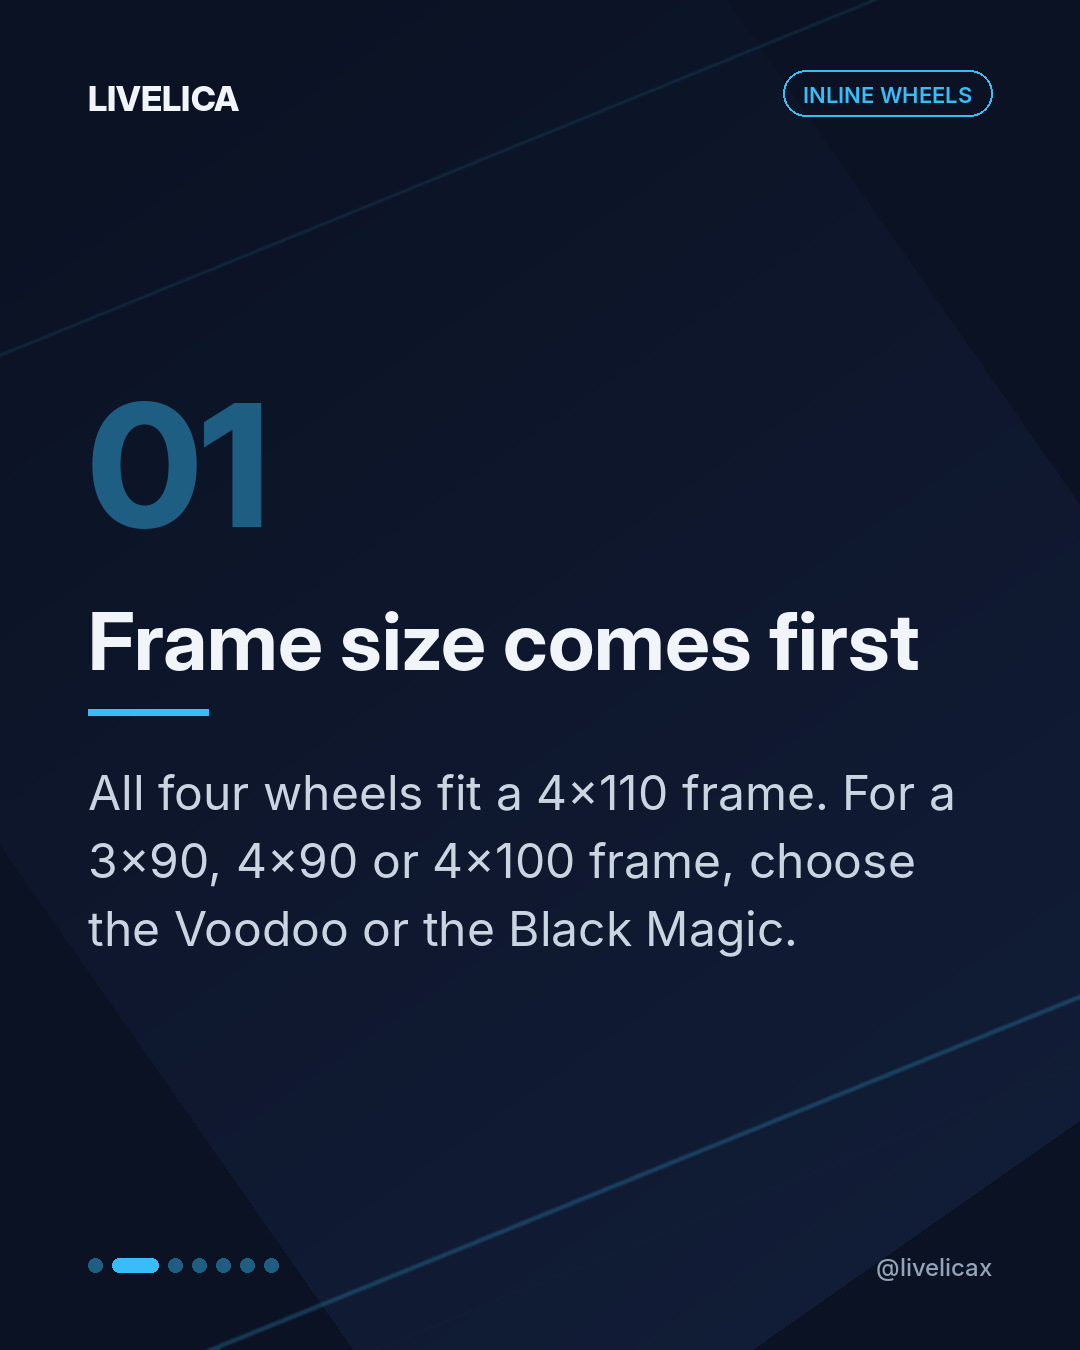 LIVELICA
INLINE WHEELS
01
Frame size comes first
All four wheels fit a 4×110 frame. For a
3×90, 4×90 or 4×100 frame, choose
the Voodoo or the Black Magic.
@livelicax